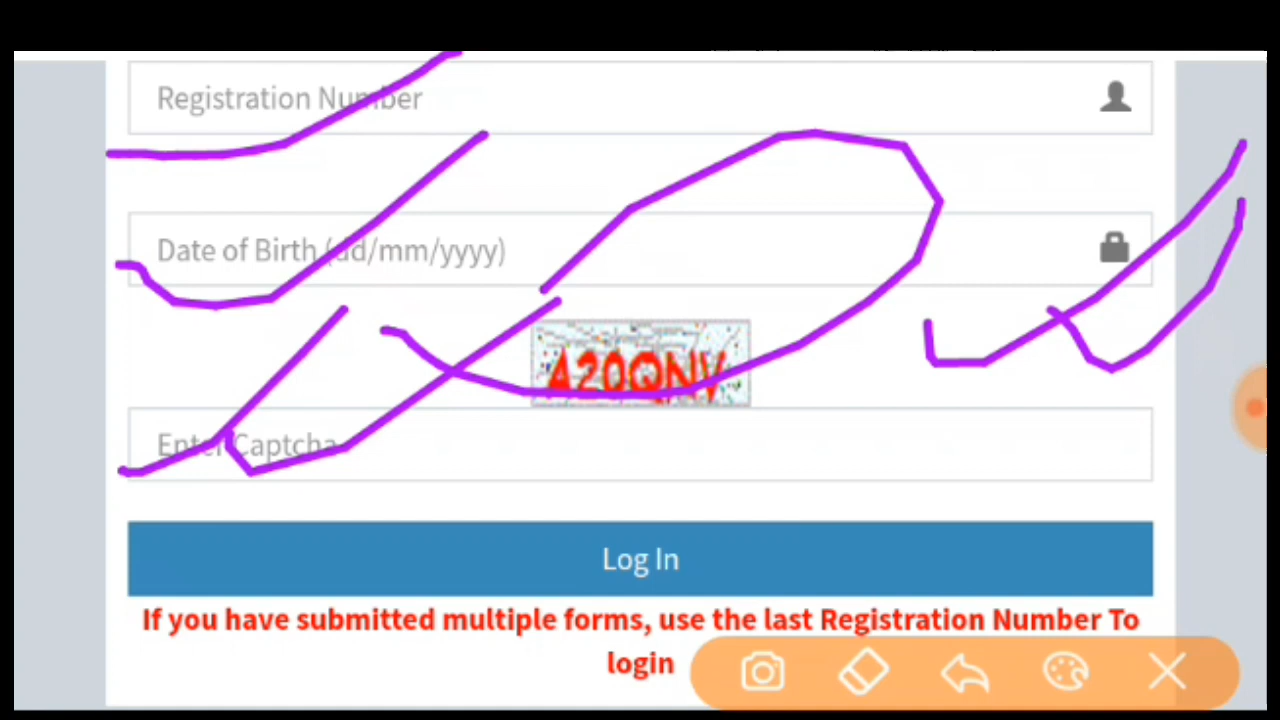 Registration Number
Date of Birth (dd/mm/yyyy)
A20QNV
Enter Captcha
Log In
If you have submitted multiple forms, use the last Registration Number To
login